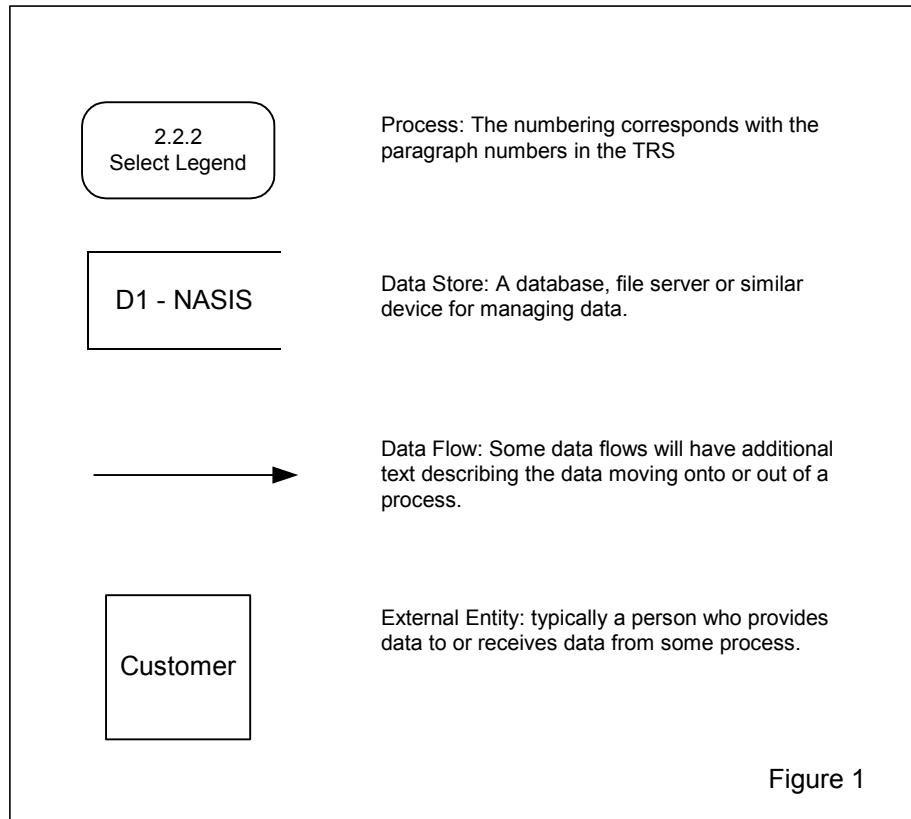 2.2.2
Select Legend
Process: The numbering corresponds with the
paragraph numbers in the TRS
D1 - NASIS
Data Store: A database, file server or similar
device for managing data.
Data Flow: Some data flows will have additional
text describing the data moving onto or out of a
process.
Customer
External Entity: typically a person who provides
data to or receives data from some process.
Figure 1